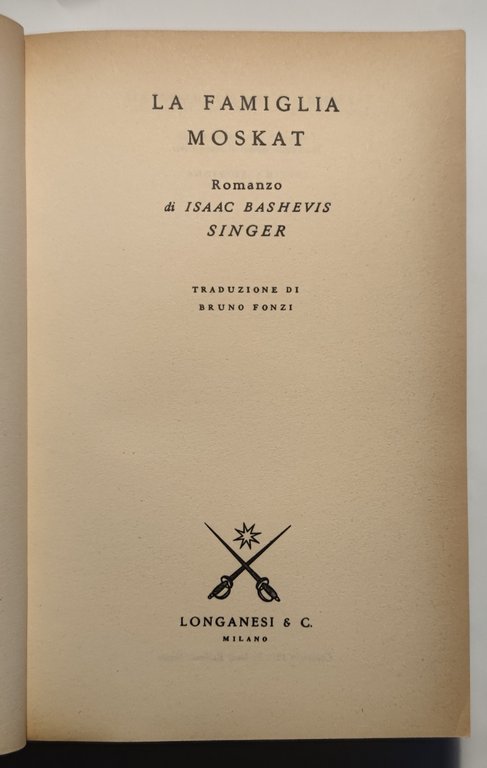 LA FAMIGLIA
MOSKAT
Romanzo
di ISAAC BASHEVIS
SINGER
TRADUZIONE DI
BRUNO FONZI
LONGANESI & C.
MILANO